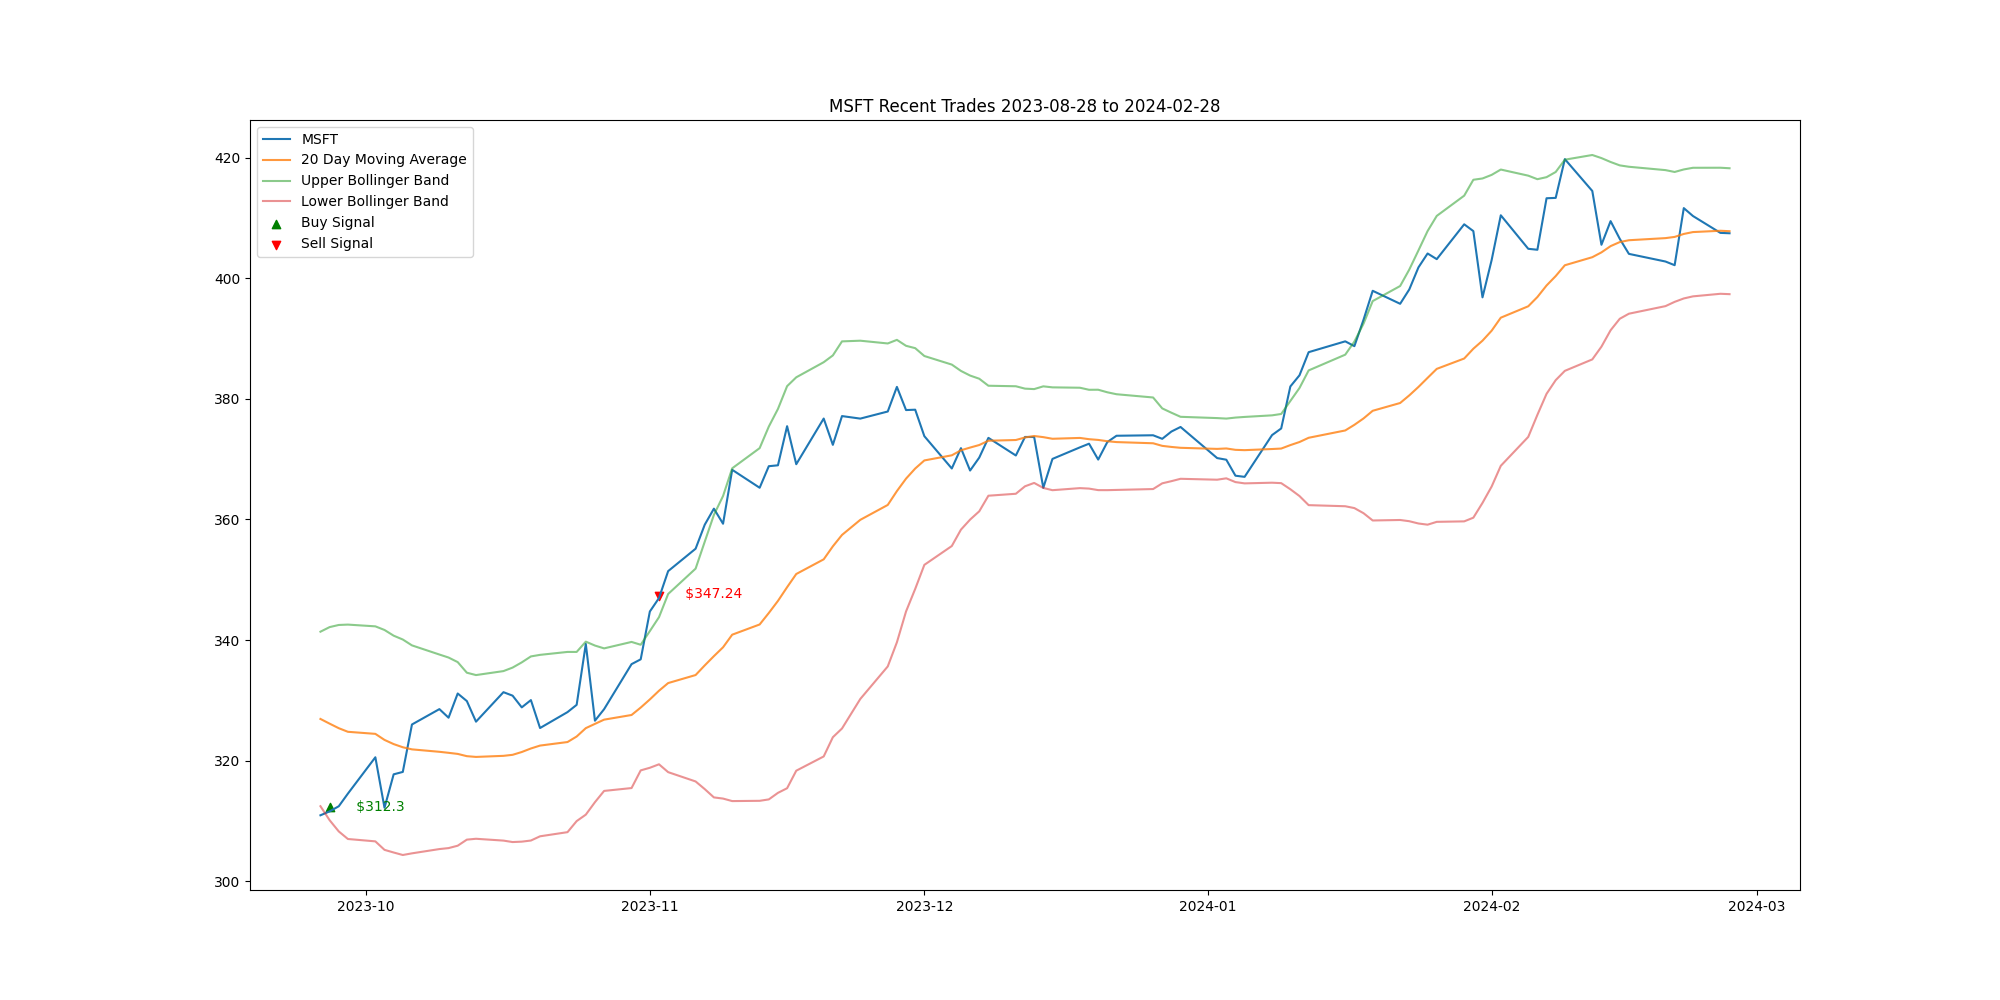 MSFT Recent Trades 2023-08-28 to 2024-02-28
MSFT
20 Day Moving Average
Upper Bollinger Band
Lower Bollinger Band
Buy Signal
Sell Signal
420
400
380
360
340
320
300
$347.24
$312.3
2023-10
2023-11
2023-12
2024-01
2024-02
2024-03